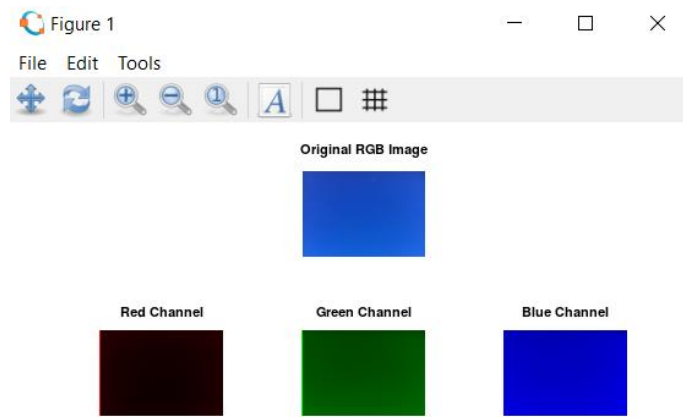 Figure 1
File Edit Tools
A
Original RGB Image
Red Channel Green Channel Blue Channel